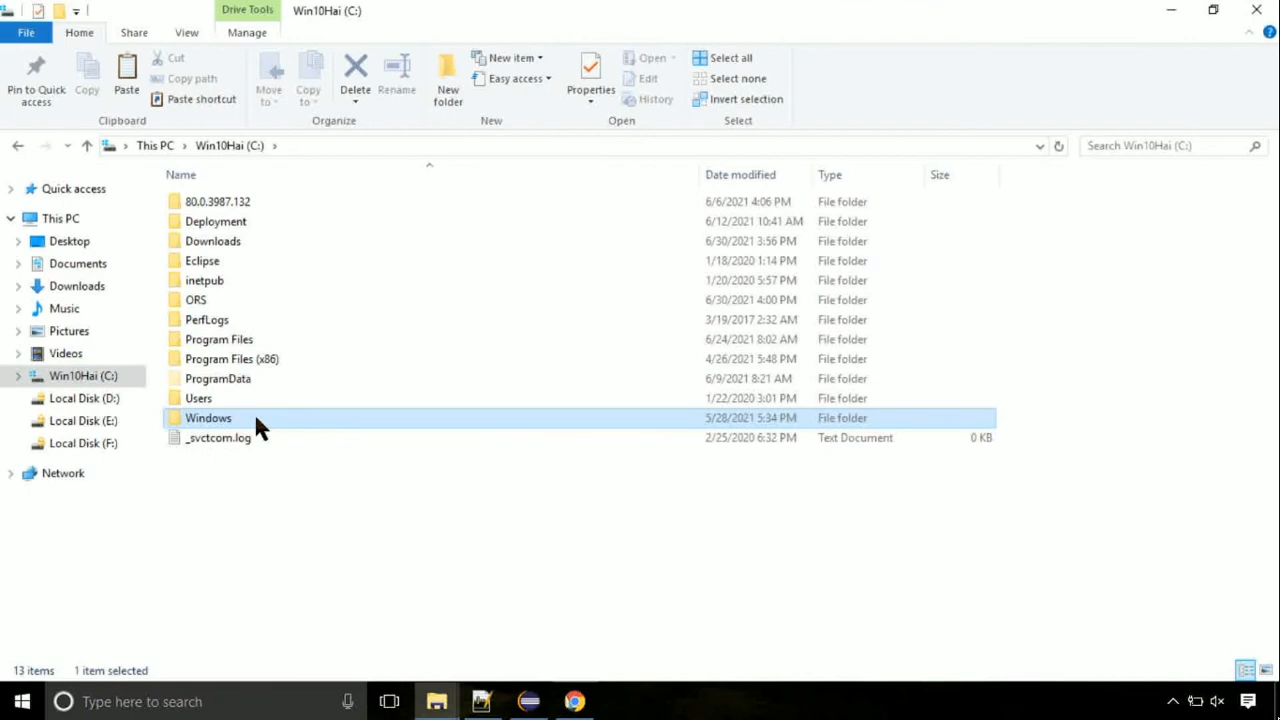 Drive Tools Win10Hai (C:)
File Home Share View Manage
Pin to Quick access Copy Paste Cut Copy path Paste shortcut Move to Copy to Delete Rename New folder New item Easy access Properties Open Edit History Select all Select none Invert selection
Clipboard Organize New Open Select
This PC Win10Hai (C:) Search Win10Hai (C:)
Name Date modified Type Size
Quick access
This PC
Desktop
Documents
Downloads
Music
Pictures
Videos
Win10Hai (C:)
Local Disk (D:)
Local Disk (E:)
Local Disk (F:)
Network
80.0.3987.132 6/6/2021 4:06 PM File folder
Deployment 6/12/2021 10:41 AM File folder
Downloads 6/30/2021 3:56 PM File folder
Eclipse 1/18/2020 1:14 PM File folder
inetpub 1/20/2020 5:57 PM File folder
ORS 6/30/2021 4:00 PM File folder
PerfLogs 3/19/2017 2:32 AM File folder
Program Files 6/24/2021 8:02 AM File folder
Program Files (x86) 4/26/2021 5:48 PM File folder
ProgramData 6/9/2021 8:21 AM File folder
Users 1/22/2020 3:01 PM File folder
Windows 5/28/2021 5:34 PM File folder
_svctcom.log 2/25/2020 6:32 PM Text Document 0 KB
13 items 1 item selected
Type here to search